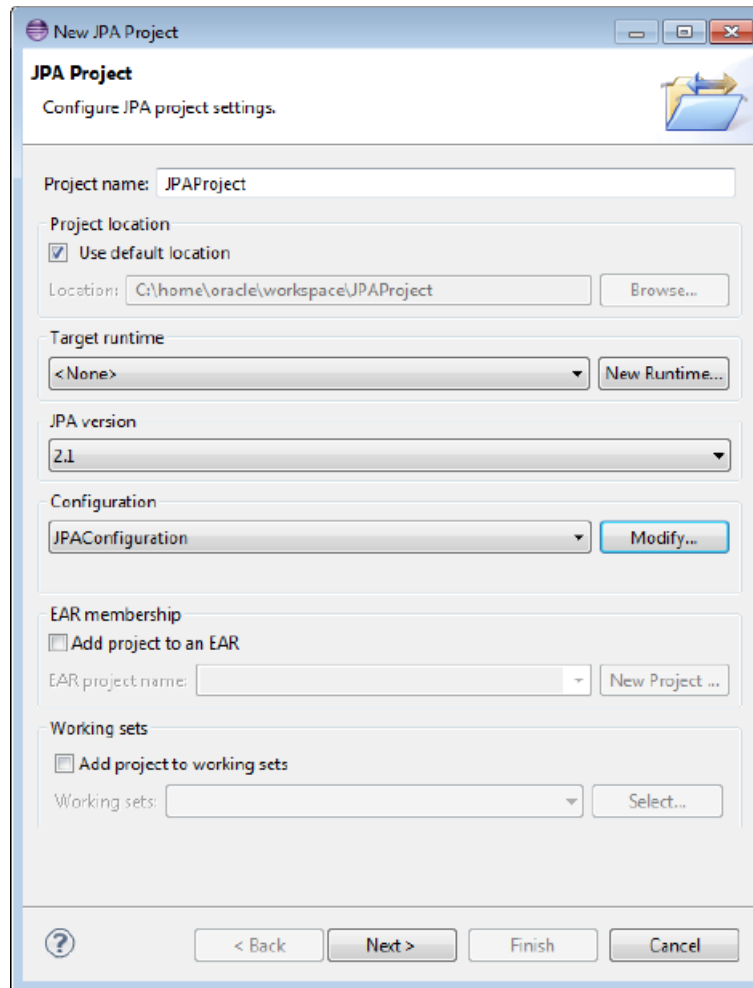 New JPA Project
JPA Project
Configure JPA project settings.
Project name: JPAProject
Project location
Use default location
Location: C:\home\oracle\workspace\JPAProject Browse...
Target runtime
<None> New Runtime...
JPA version
2.1
Configuration
JPAConfiguration Modify...
EAR membership
Add project to an EAR
EAR project name: New Project ...
Working sets
Add project to working sets
Working sets: Select...
? < Back Next > Finish Cancel